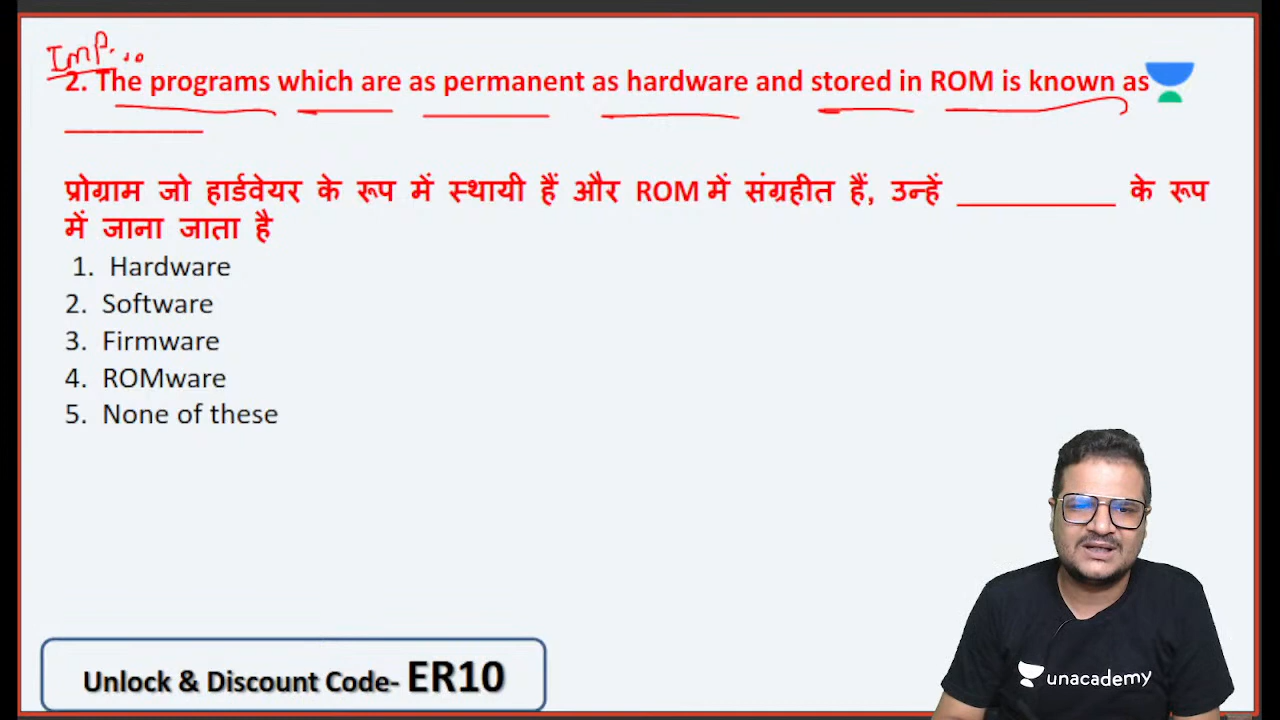 Imp...
2. The programs which are as permanent as hardware and stored in ROM is known as
__________
प्रोग्राम जो हार्डवेयर के रूप में स्थायी हैं और ROM में संग्रहीत हैं, उन्हें ___________ के रूप
में जाना जाता है
1. Hardware
2. Software
3. Firmware
4. ROMware
5. None of these
unacademy
Unlock & Discount Code- ER10